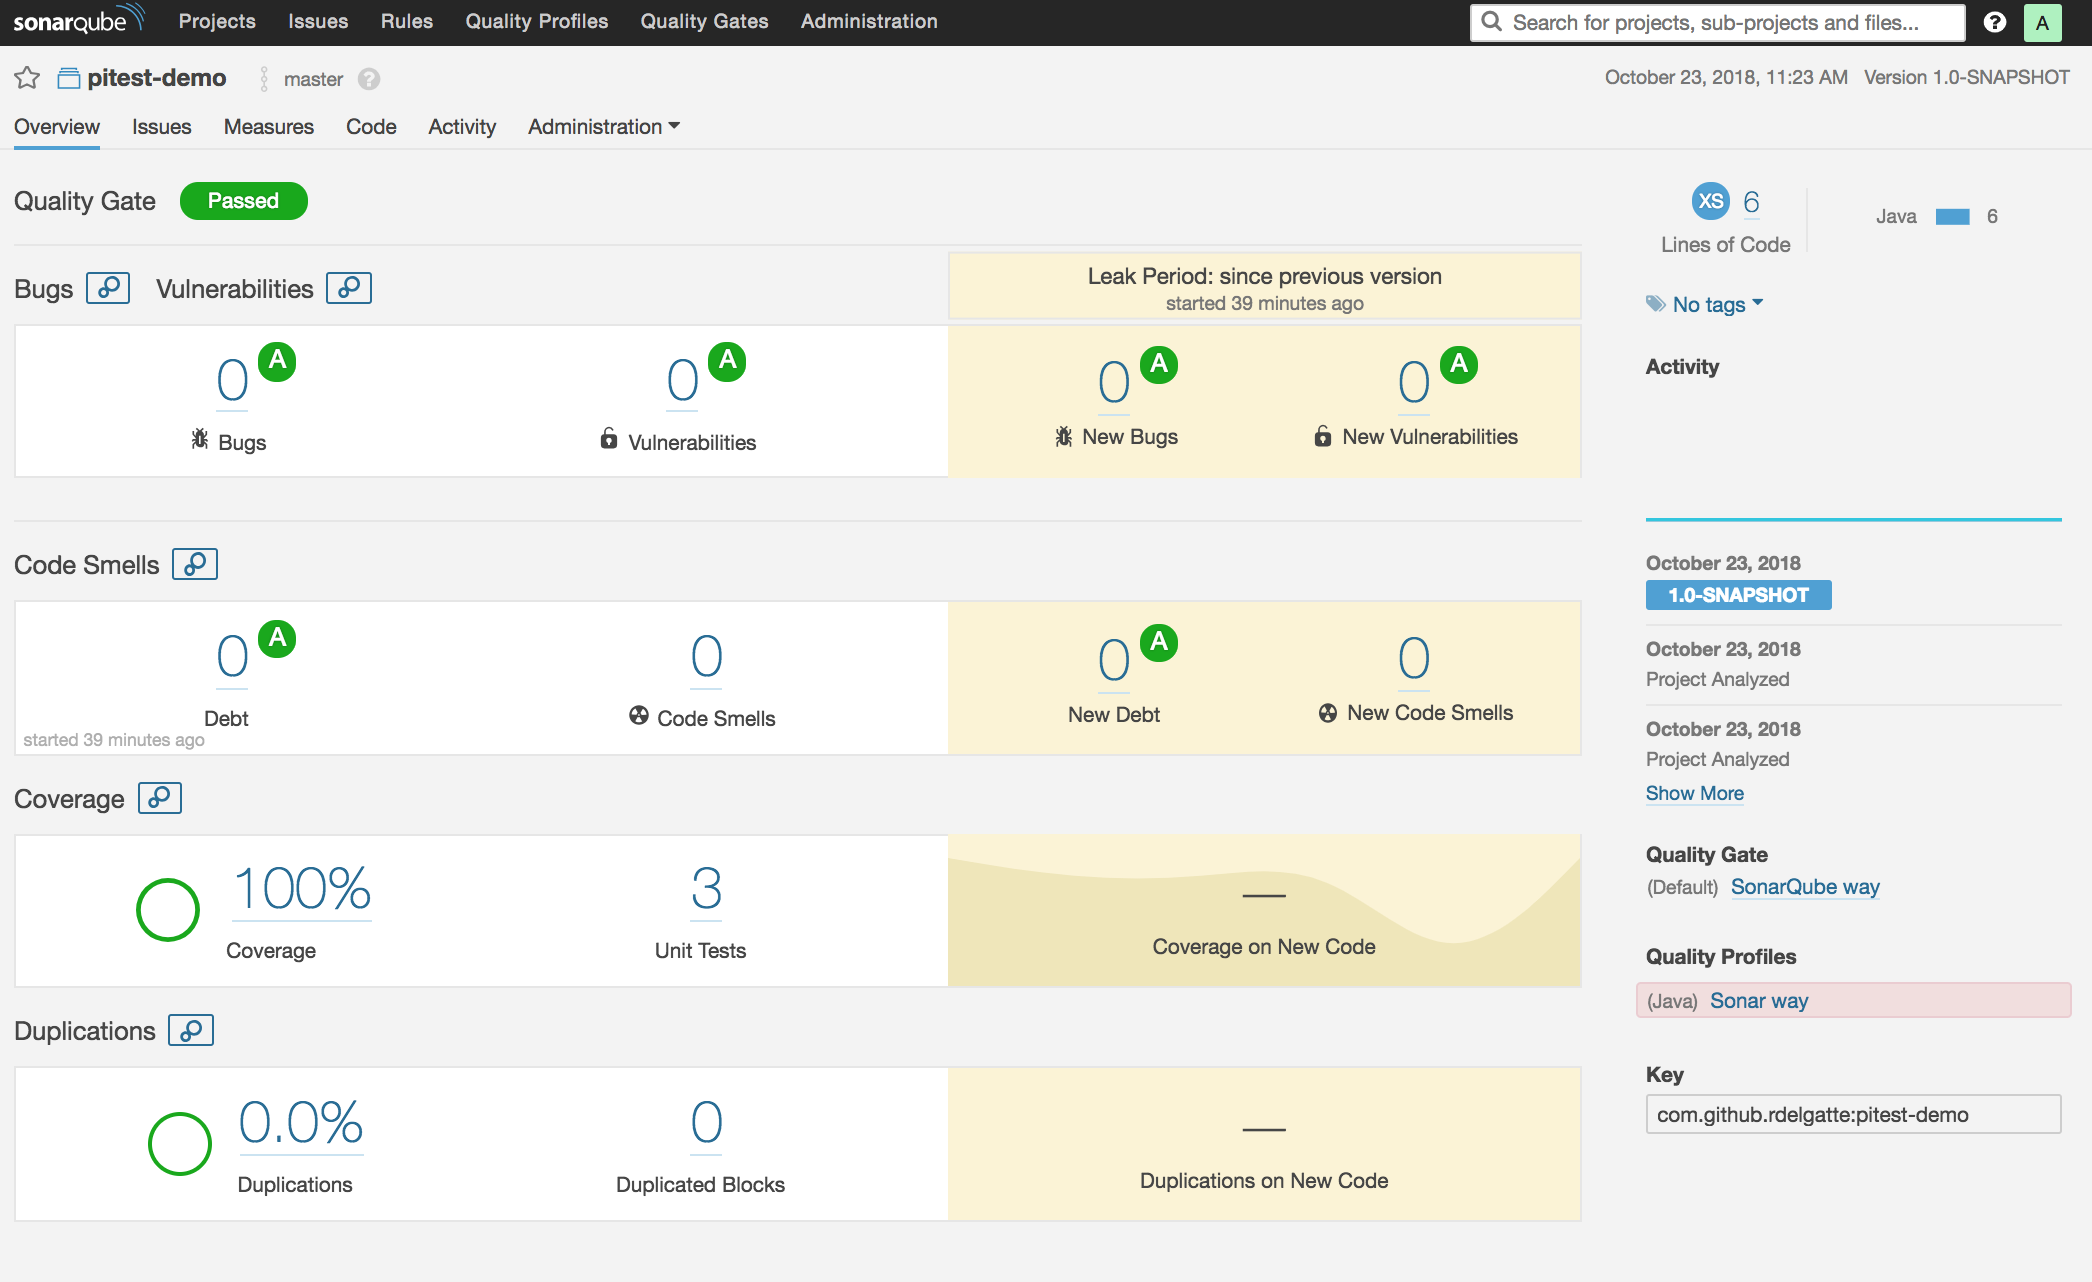 sonarqube Projects Issues Rules Quality Profiles Quality Gates Administration Search for projects, sub-projects and files... ? A
pitest-demo master ? October 23, 2018, 11:23 AM Version 1.0-SNAPSHOT
Overview Issues Measures Code Activity Administration
Quality Gate Passed
Bugs Vulnerabilities
Leak Period: since previous version
started 39 minutes ago
0 A 0 A 0 A 0 A
Bugs Vulnerabilities New Bugs New Vulnerabilities
Code Smells
0 A 0 0 A 0
Debt Code Smells New Debt New Code Smells
started 39 minutes ago
Coverage
100% 3 —
Coverage Unit Tests Coverage on New Code
Duplications
0.0% 0 —
Duplications Duplicated Blocks Duplications on New Code
XS 6
Lines of Code
Java 6
No tags
Activity
October 23, 2018
1.0-SNAPSHOT
October 23, 2018
Project Analyzed
October 23, 2018
Project Analyzed
Show More
Quality Gate
(Default) SonarQube way
Quality Profiles
(Java) Sonar way
Key
com.github.rdelgatte:pitest-demo